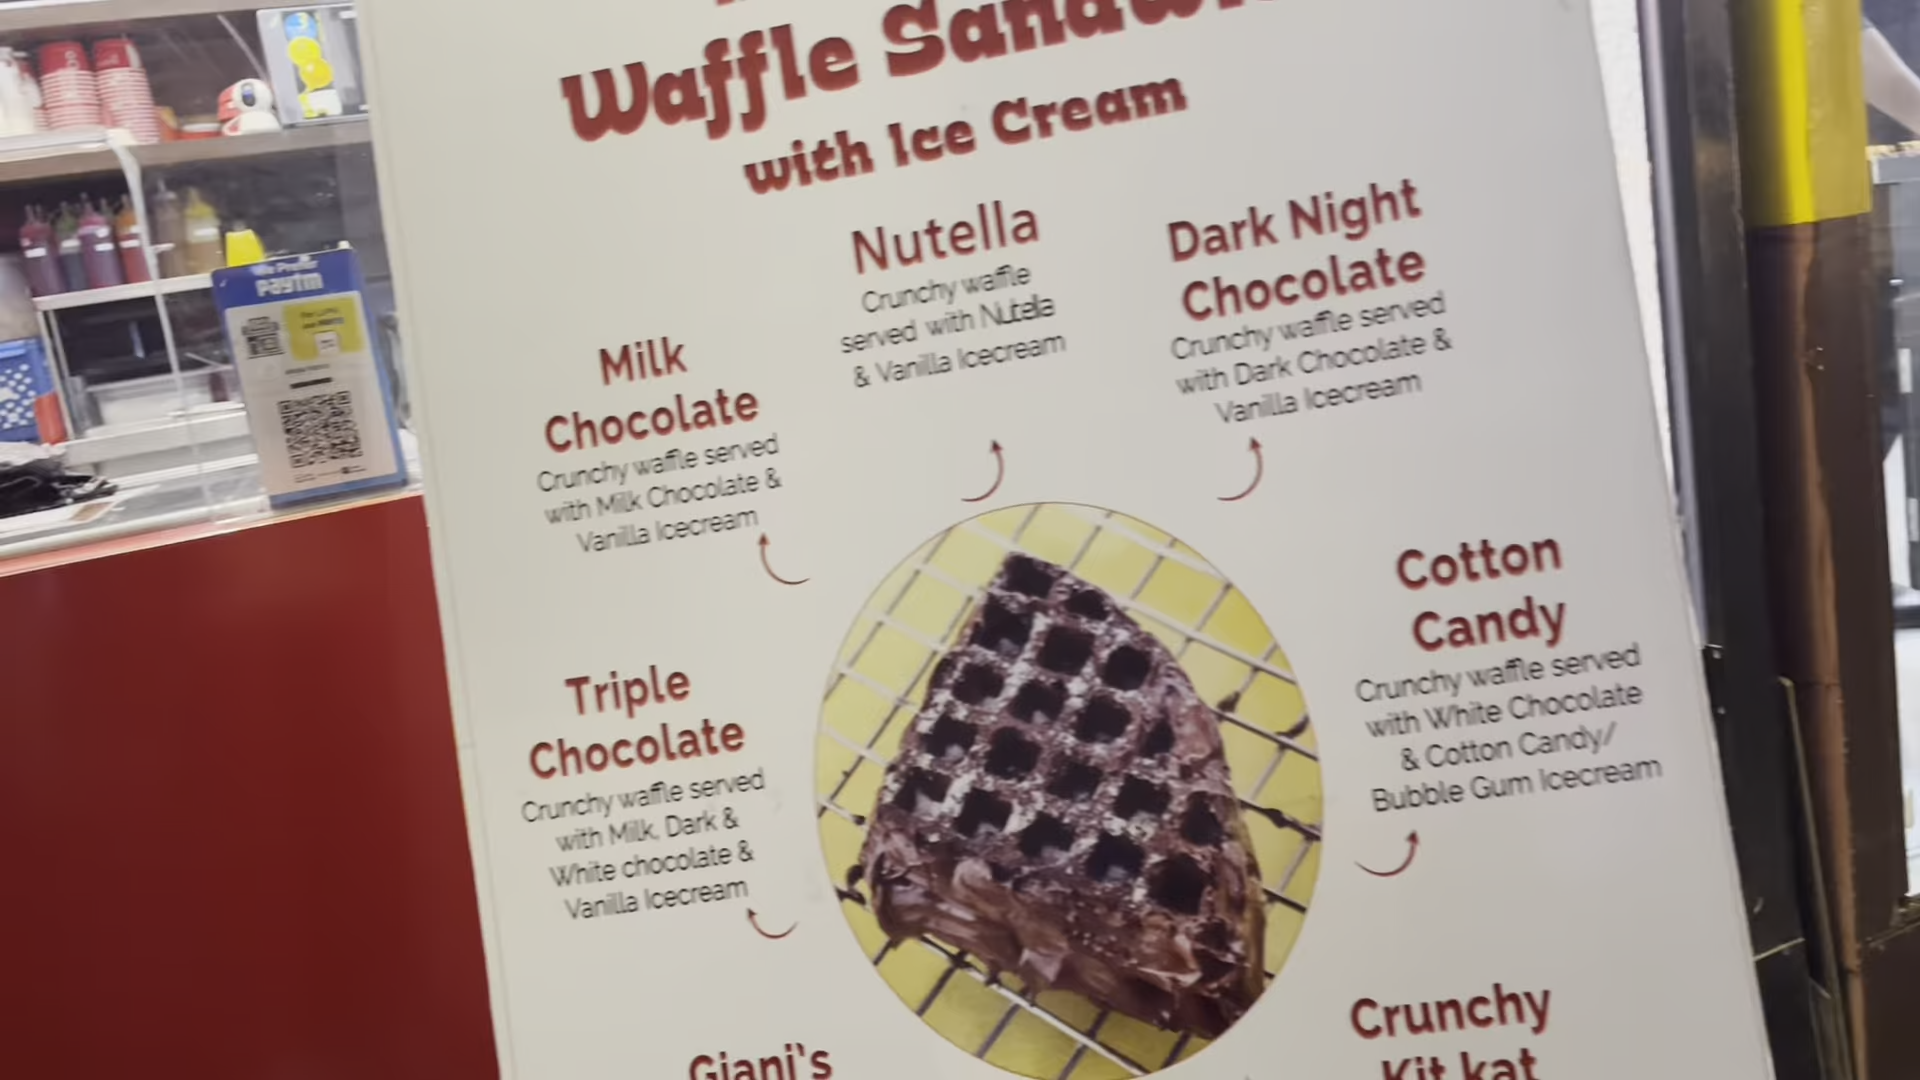 Waffle
with Ice Cream
Nutella
Crunchy waffle
served with Nutella
& Vanilla Icecream
Dark Night
Chocolate
Crunchy waffle served
with Dark Chocolate &
Vanilla Icecream
Milk
Chocolate
Crunchy waffle served
with Milk Chocolate &
Vanilla Icecream
Cotton
Candy
Crunchy waffle served
with White Chocolate
& Cotton Candy/
Bubble Gum Icecream
Triple
Chocolate
Crunchy waffle served
with Milk, Dark &
White chocolate &
Vanilla Icecream
Giani's
Crunchy
Kit kat
We Prefer
Paytm